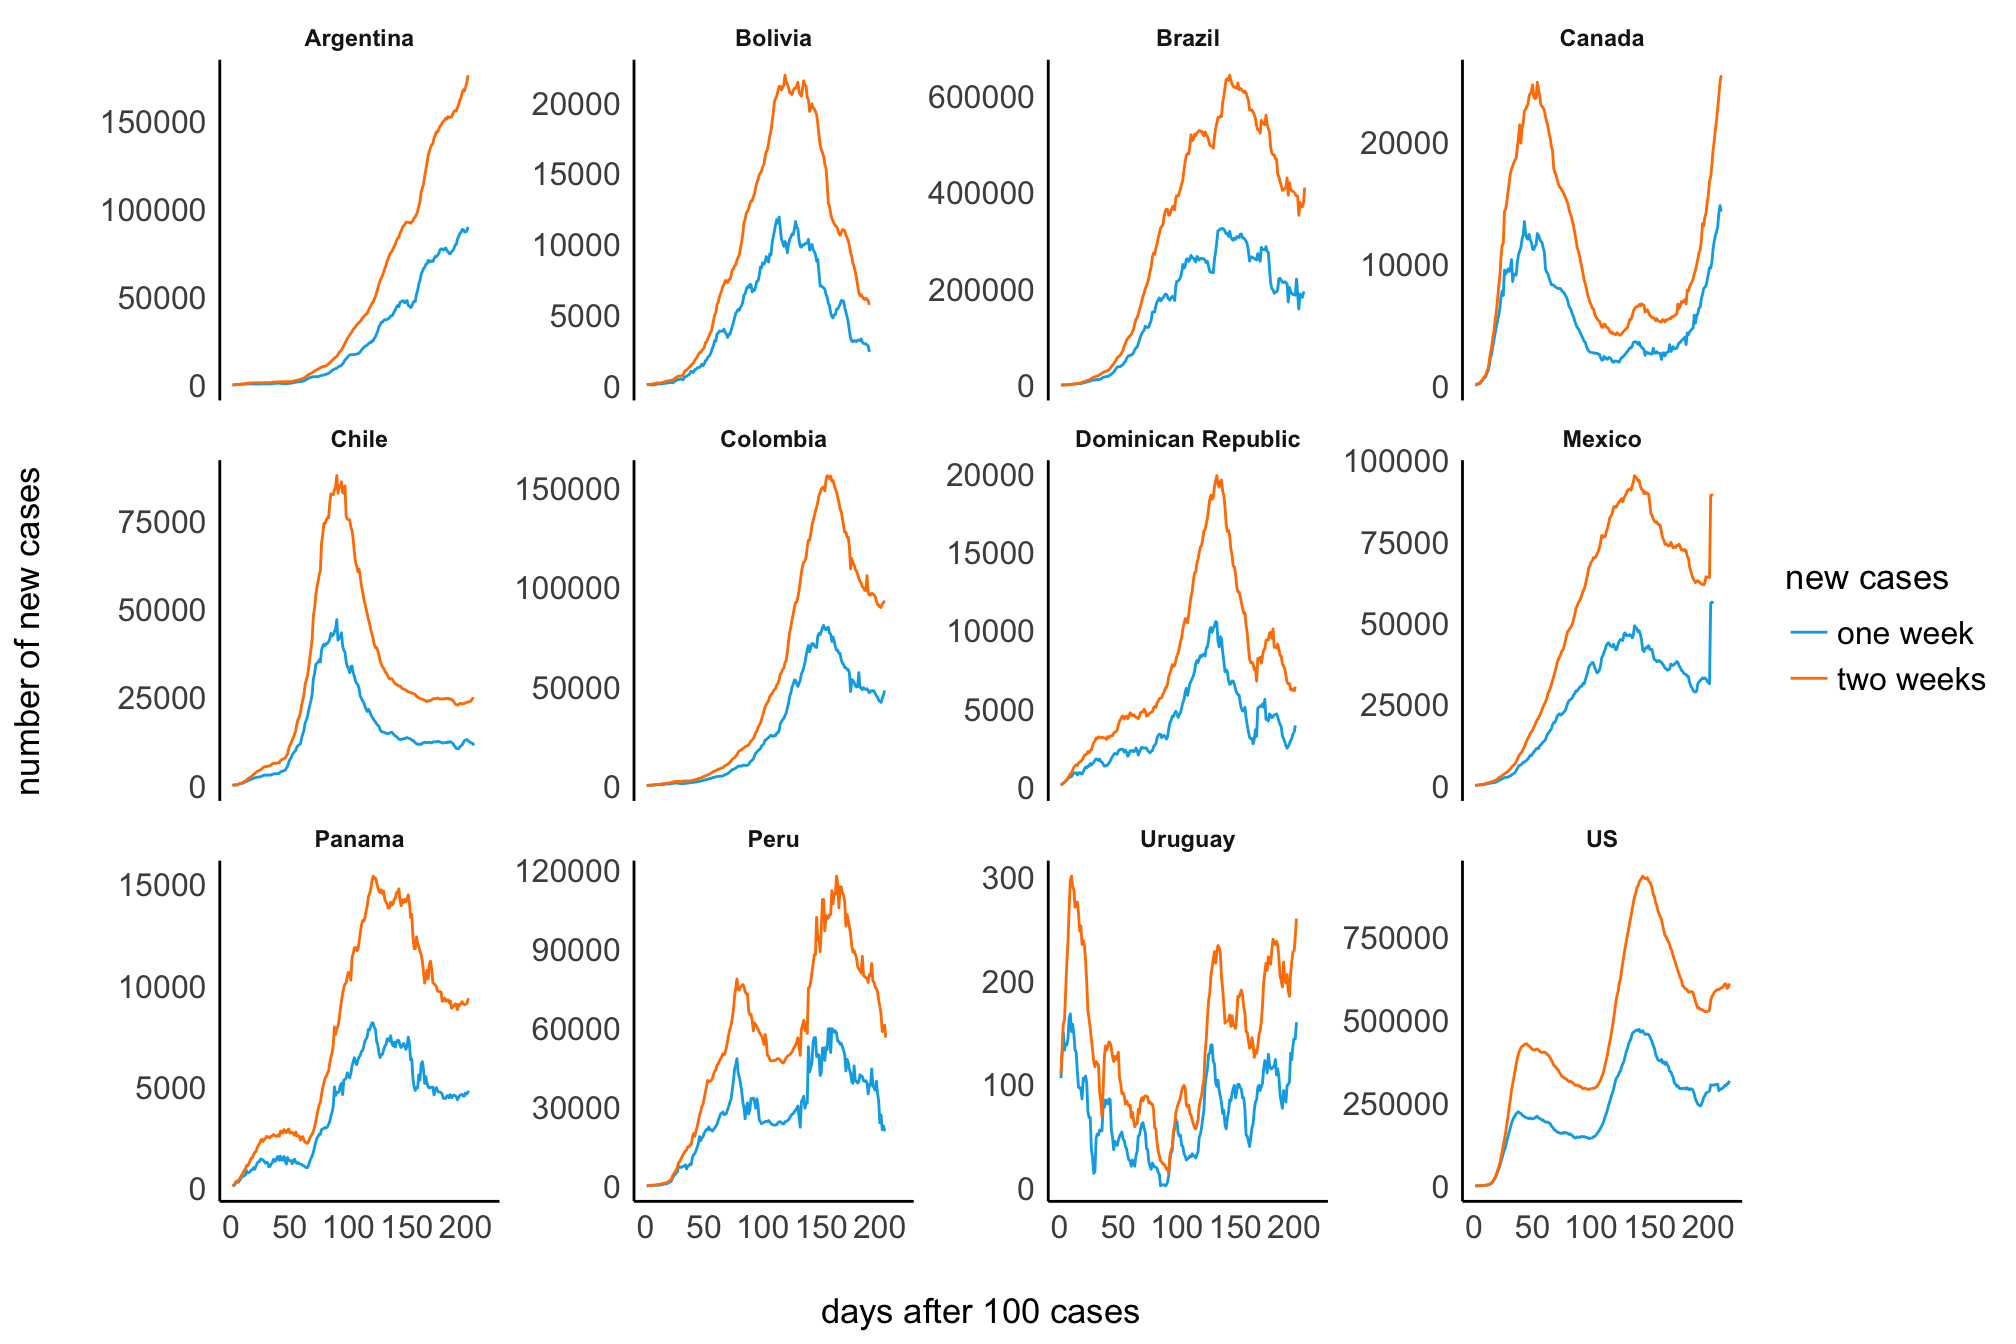 Argentina
Bolivia
Brazil
Canada
150000
100000
50000
0
20000
15000
10000
5000
0
600000
400000
200000
0
20000
10000
0
Chile
Colombia
Dominican Republic
Mexico
75000
50000
25000
0
150000
100000
50000
0
20000
15000
10000
5000
0
100000
75000
50000
25000
0
Panama
Peru
Uruguay
US
15000
10000
5000
0
120000
90000
60000
30000
0
300
200
100
0
750000
500000
250000
0
0 50 100 150 200
0 50 100 150 200
0 50 100 150 200
0 50 100 150 200
days after 100 cases
number of new cases
new cases
one week
two weeks